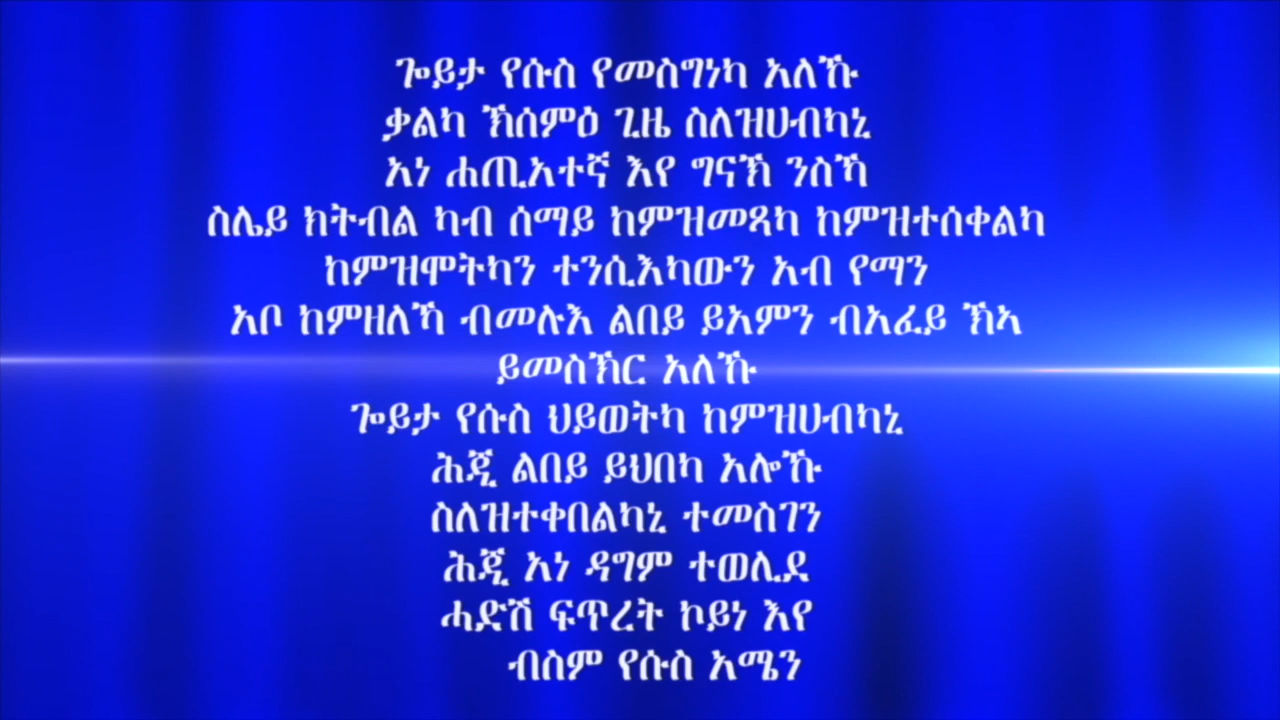 ጐይታ የሱስ የመስግነካ አለኹ
ቃልካ ኽሰምዕ ጊዜ ስለዝሀብካኒ
አነ ሐጢአተኛ እየ ግናኽ ንስኻ
ስሌይ ክትብል ካብ ሰማይ ከምዝመጻካ ከምዝተሰቀልካ
ከምዝሞትካን ተንሲእካውን አብ የማን
አቦ ከምዘለኻ ብመሉእ ልበይ ይአምን ብአፈይ ኽኣ
ይመስኽር አለኹ
ጐይታ የሱስ ህይወትካ ከምዝሀብካኒ
ሕጂ ልበይ ይህበካ አሎኹ
ስለዝተቀበልካኒ ተመስገን
ሕጂ አነ ዳግም ተወሊደ
ሓድሽ ፍጥረት ኮይነ እየ
ብስም የሱስ አሜን